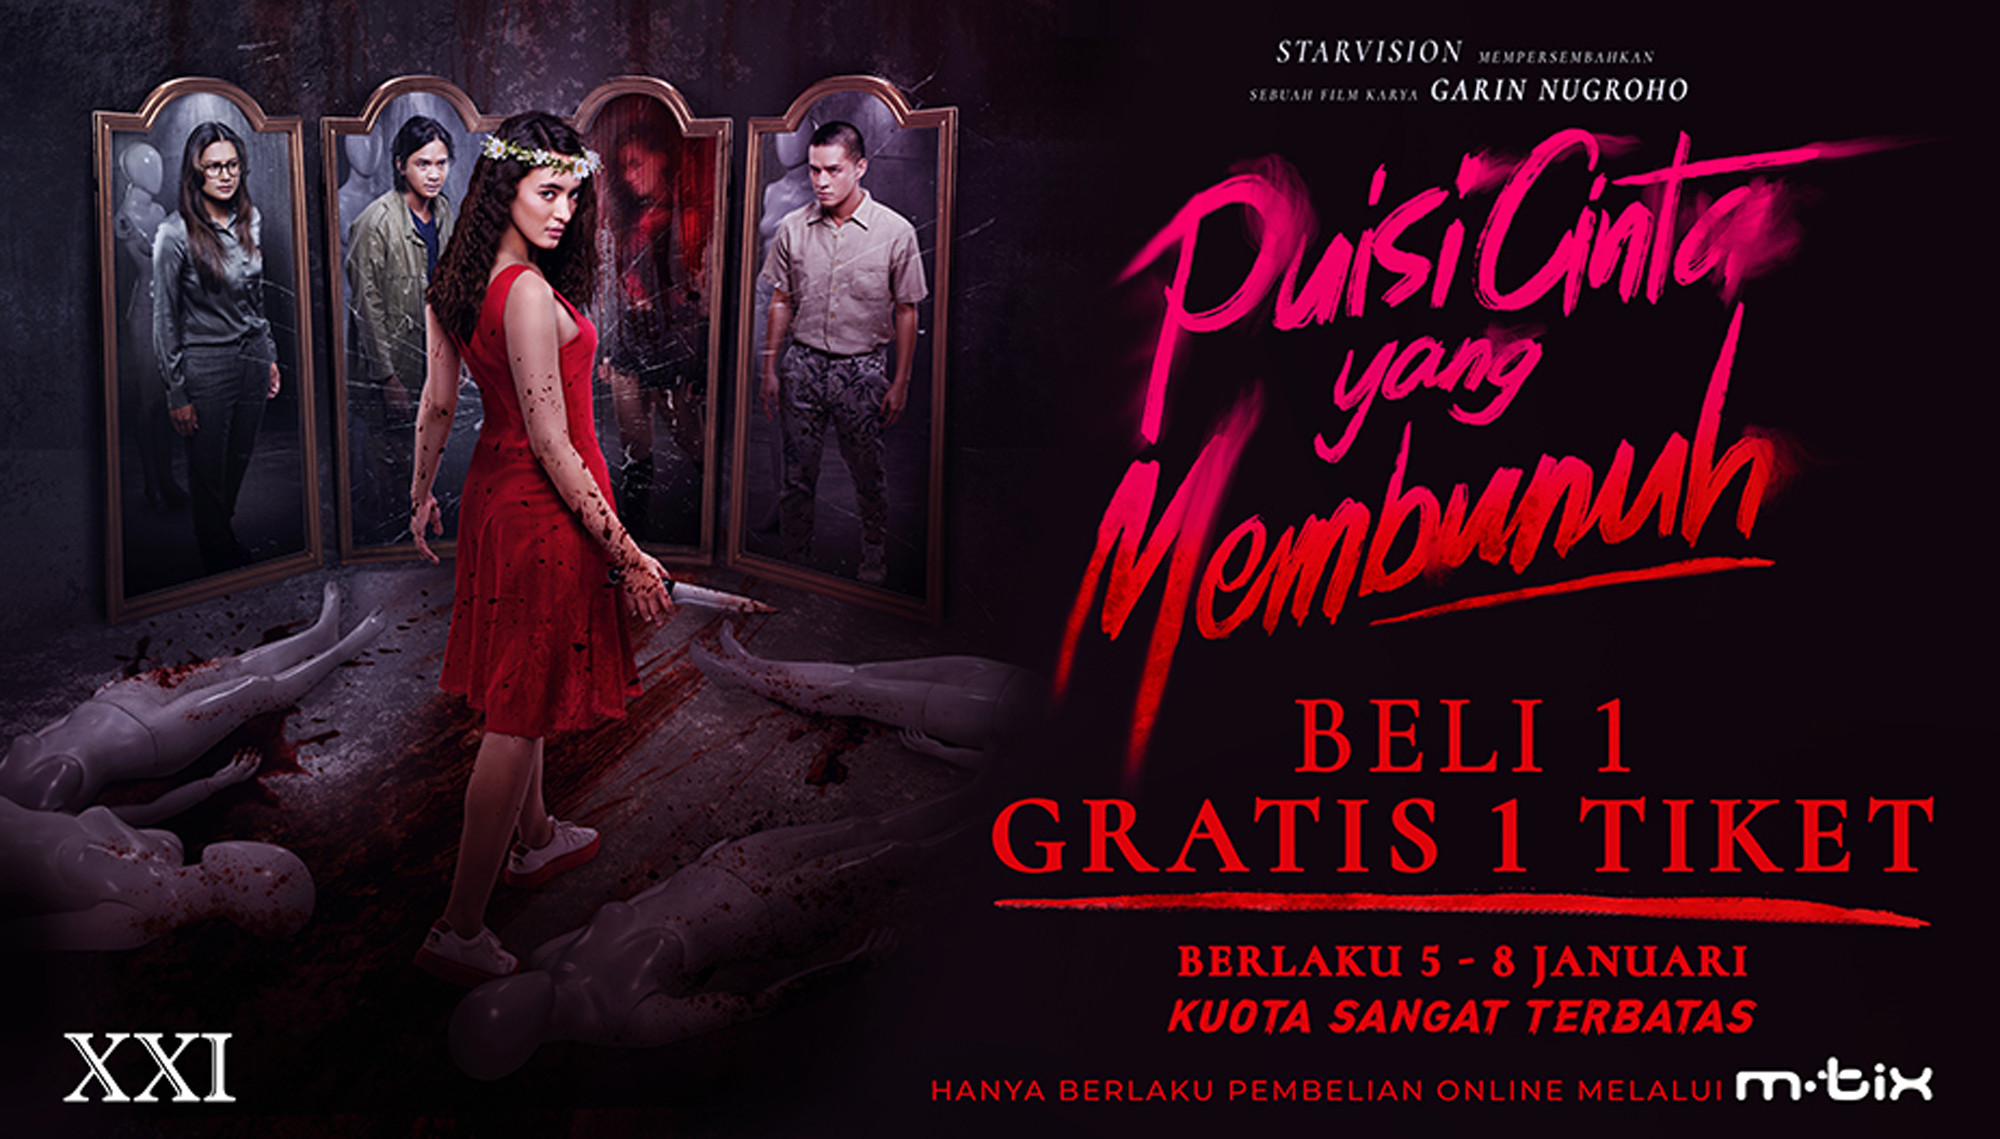 STARVISION MEMPERSEMBAHKAN
SEBUAH FILM KARYA GARIN NUGROHO
Puisi Cinta
yang
Membunuh
BELI 1
GRATIS 1 TIKET
BERLAKU 5 - 8 JANUARI
KUOTA SANGAT TERBATAS
HANYA BERLAKU PEMBELIAN ONLINE MELALUI m·tix
XXI